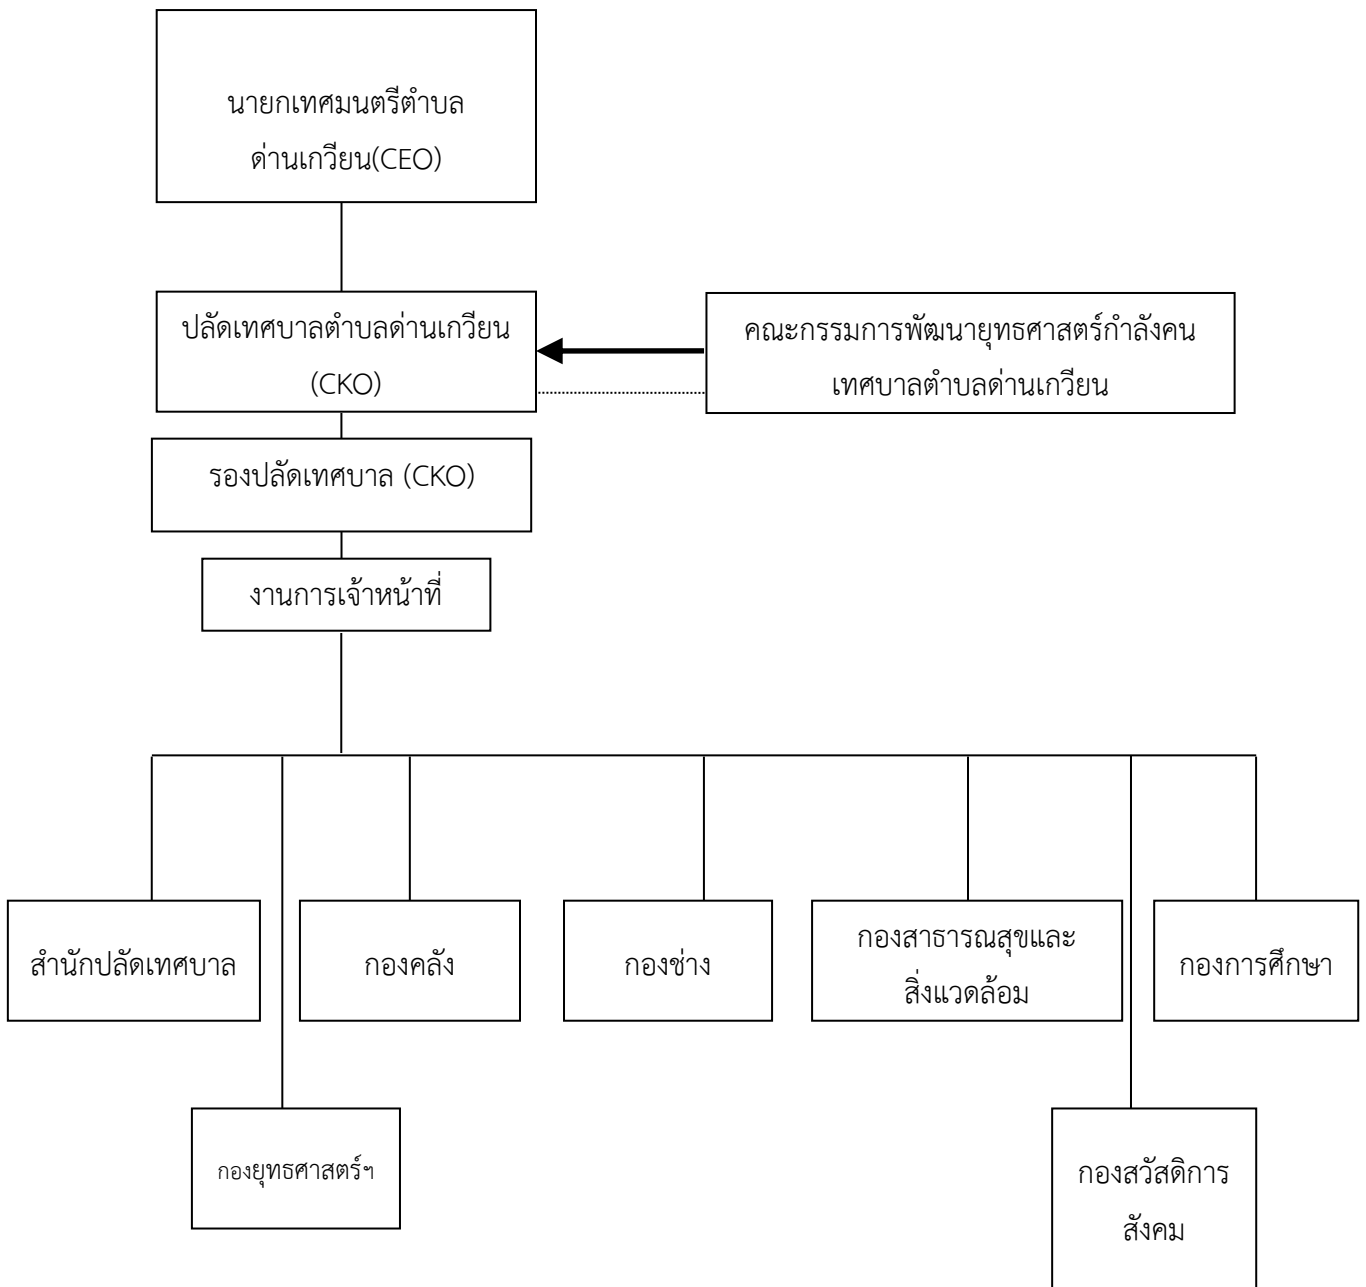 นายกเทศมนตรีตำบล
ด่านเกวียน(CEO)
ปลัดเทศบาลตำบลด่านเกวียน
(CKO)
คณะกรรมการพัฒนายุทธศาสตร์กำลังคน
เทศบาลตำบลด่านเกวียน
รองปลัดเทศบาล (CKO)
งานการเจ้าหน้าที่
สำนักปลัดเทศบาล
กองคลัง
กองช่าง
กองสาธารณสุขและ
สิ่งแวดล้อม
กองการศึกษา
กองยุทธศาสตร์ฯ
กองสวัสดิการ
สังคม